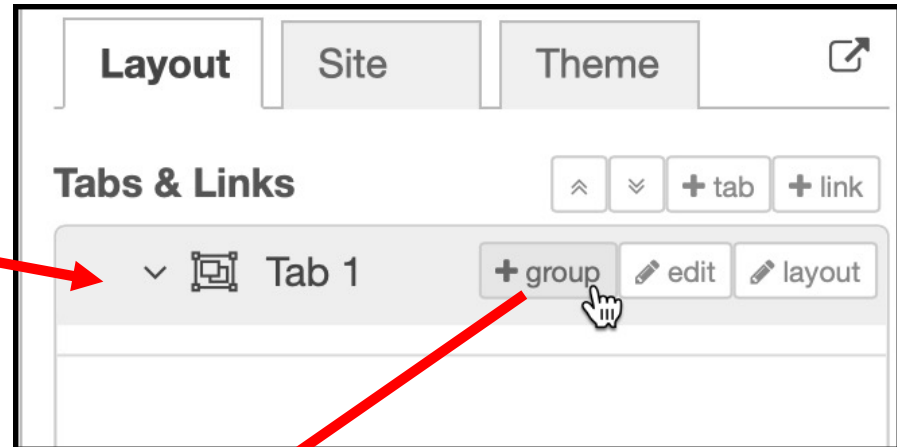 Layout Site Theme
Tabs & Links + tab + link
Tab 1 + group edit layout